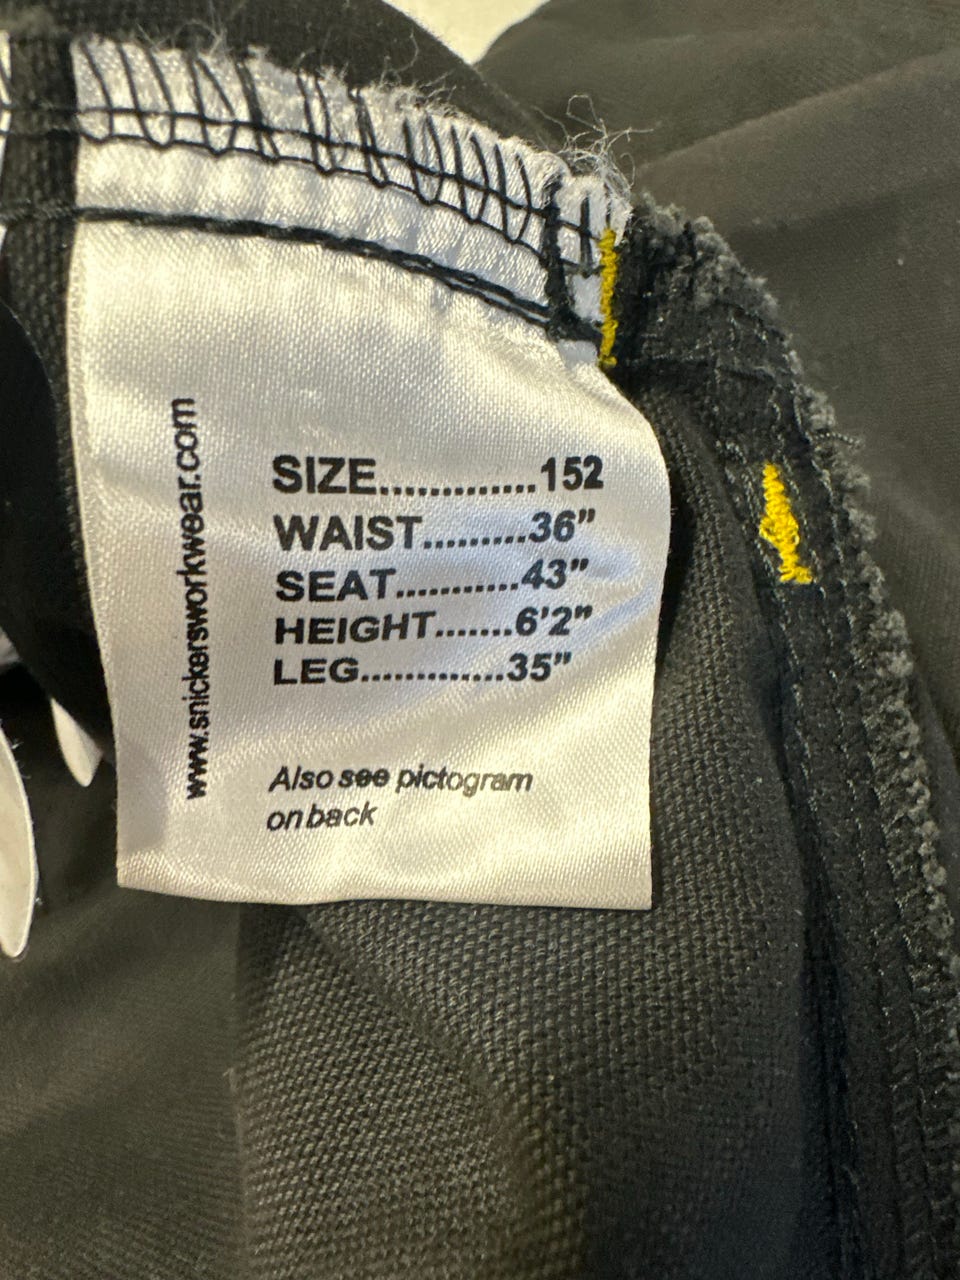 www.snickersworkwear.com
SIZE.............152
WAIST.........36"
SEAT...........43"
HEIGHT.......6'2"
LEG.............35"
Also see pictogram
on back